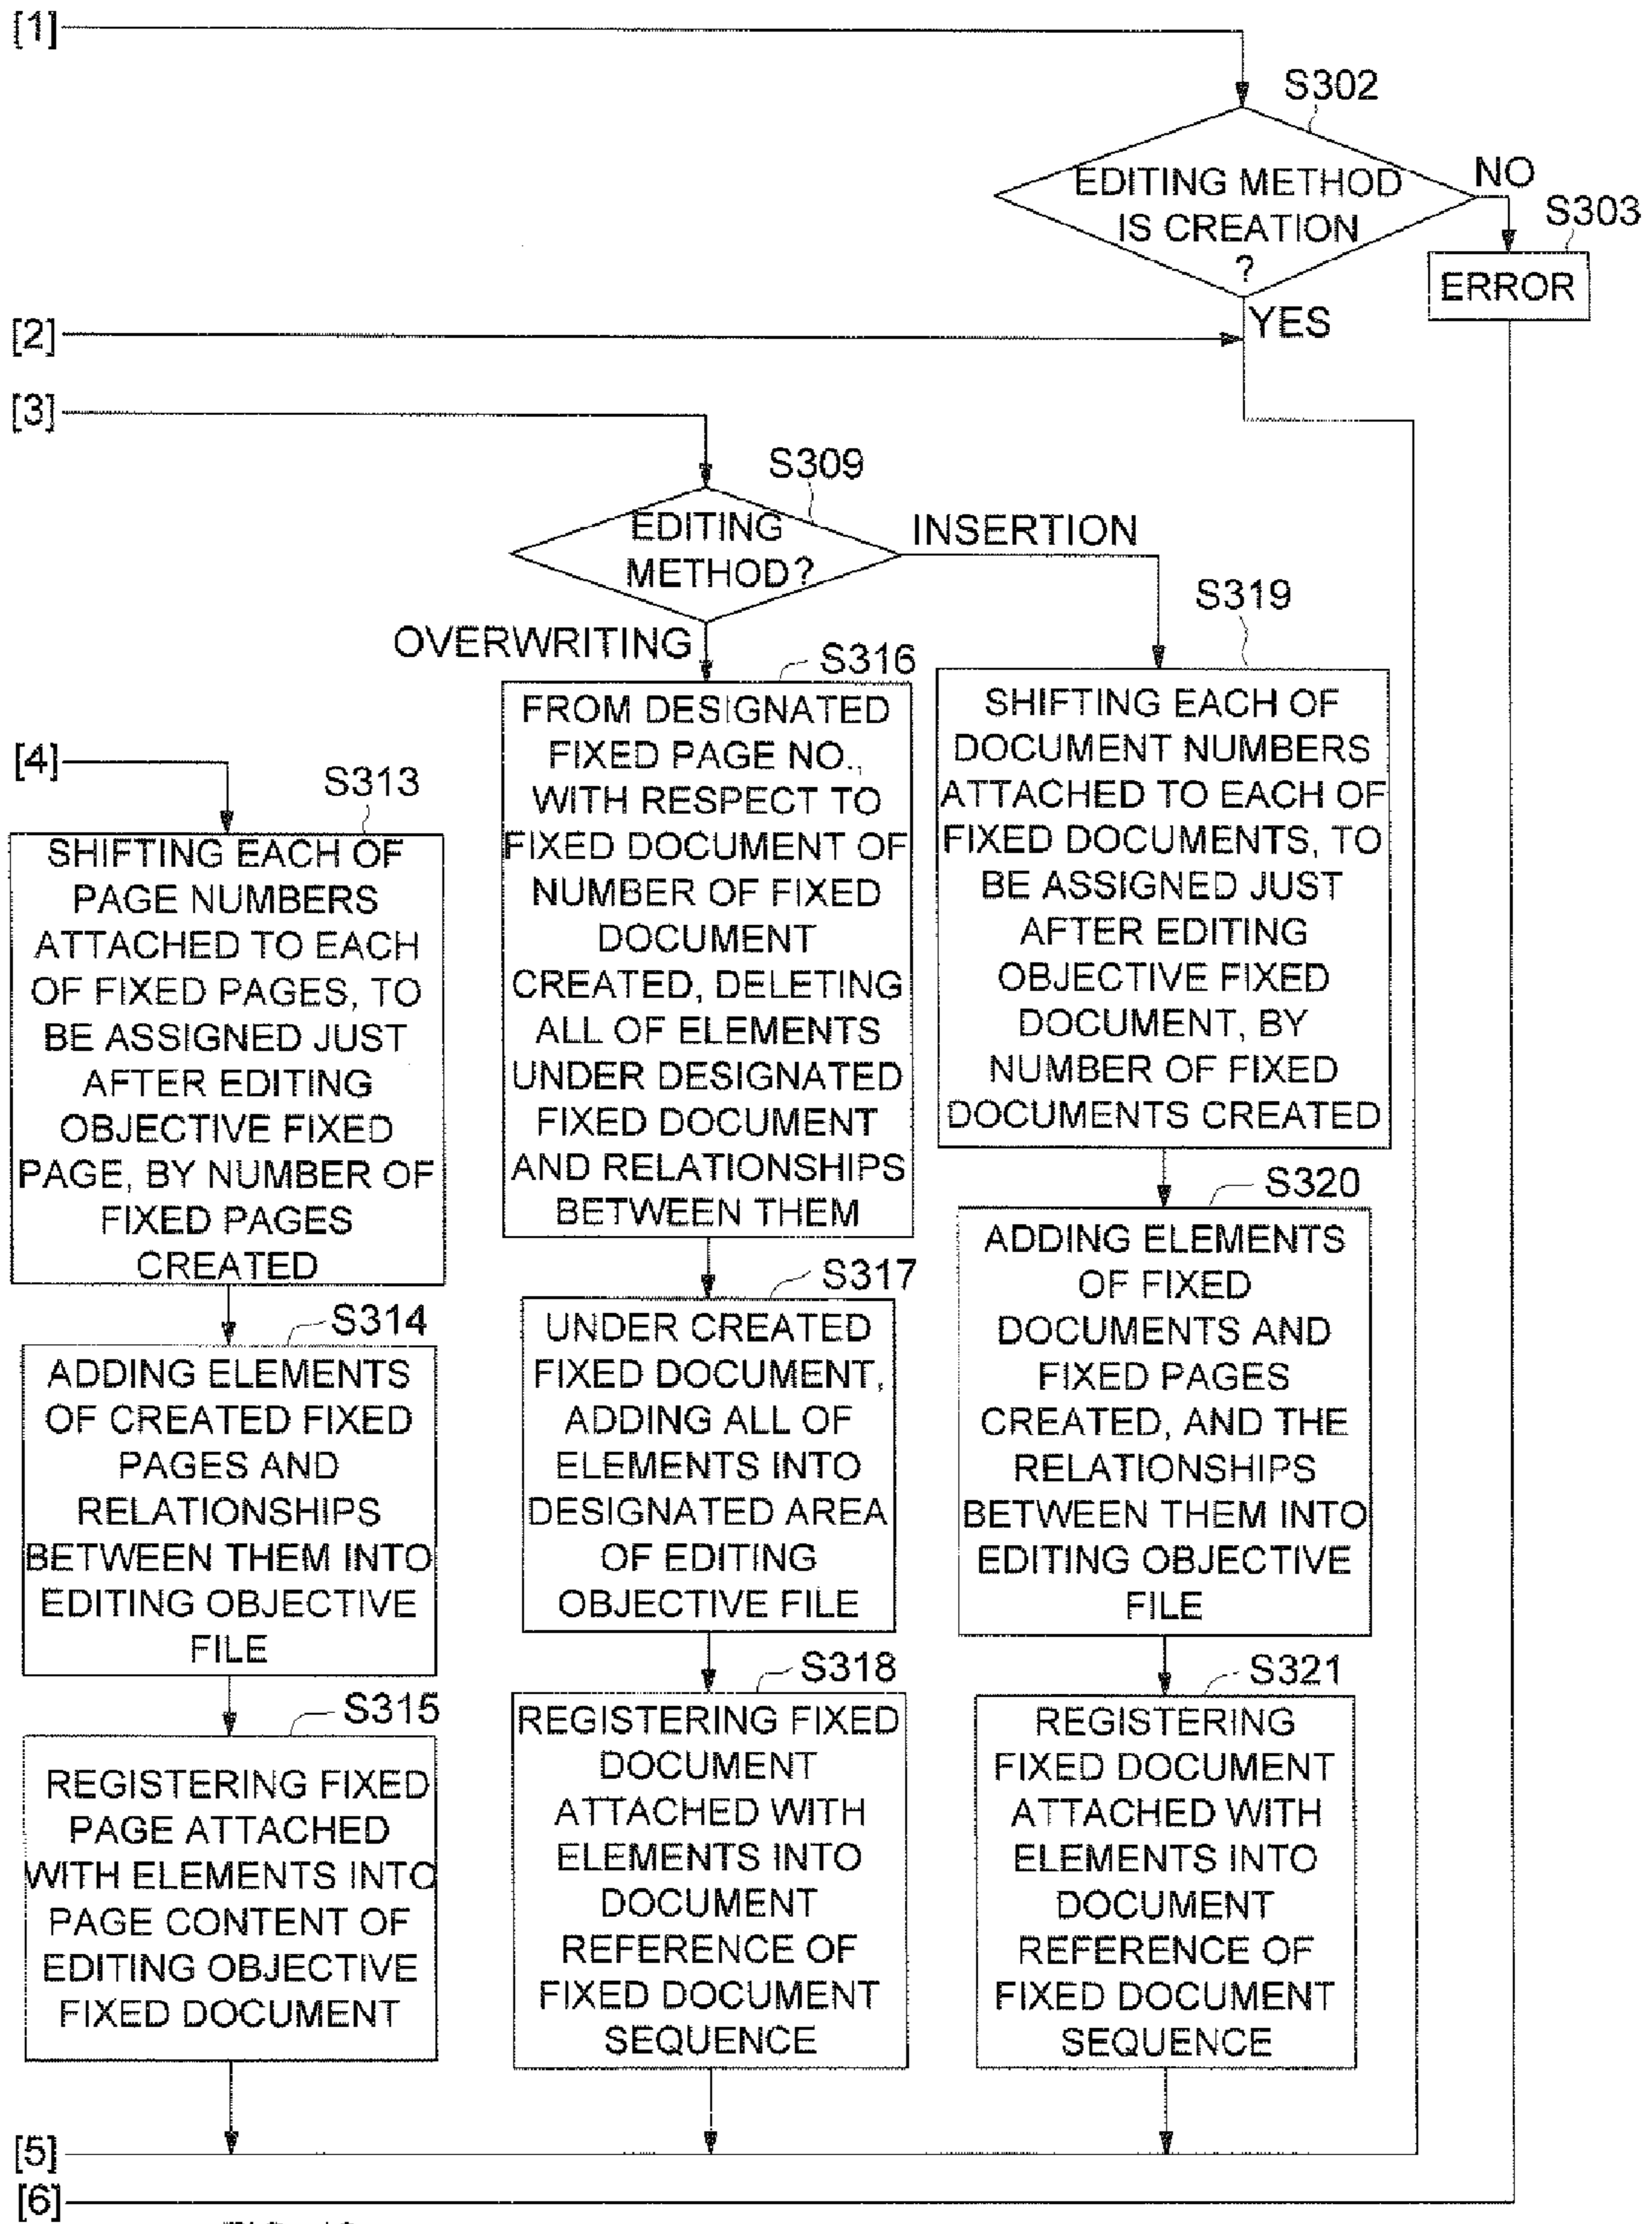 [1]
S302
EDITING METHOD
IS CREATION
?
NO
S303
ERROR
YES
[2]
[3]
S309
EDITING
METHOD?
INSERTION
OVERWRITING
S316
FROM DESIGNATED
FIXED PAGE NO.,
WITH RESPECT TO
FIXED DOCUMENT OF
NUMBER OF FIXED
DOCUMENT
CREATED, DELETING
ALL OF ELEMENTS
UNDER DESIGNATED
FIXED DOCUMENT
AND RELATIONSHIPS
BETWEEN THEM
S319
SHIFTING EACH OF
DOCUMENT NUMBERS
ATTACHED TO EACH OF
FIXED DOCUMENTS, TO
BE ASSIGNED JUST
AFTER EDITING
OBJECTIVE FIXED
DOCUMENT, BY
NUMBER OF FIXED
DOCUMENTS CREATED
[4]
S313
SHIFTING EACH OF
PAGE NUMBERS
ATTACHED TO EACH
OF FIXED PAGES, TO
BE ASSIGNED JUST
AFTER EDITING
OBJECTIVE FIXED
PAGE, BY NUMBER OF
FIXED PAGES
CREATED
S314
ADDING ELEMENTS
OF CREATED FIXED
PAGES AND
RELATIONSHIPS
BETWEEN THEM INTO
EDITING OBJECTIVE
FILE
S317
UNDER CREATED
FIXED DOCUMENT,
ADDING ALL OF
ELEMENTS INTO
DESIGNATED AREA
OF EDITING
OBJECTIVE FILE
S320
ADDING ELEMENTS
OF FIXED
DOCUMENTS AND
FIXED PAGES
CREATED, AND THE
RELATIONSHIPS
BETWEEN THEM INTO
EDITING OBJECTIVE
FILE
S315
REGISTERING FIXED
PAGE ATTACHED
WITH ELEMENTS INTO
PAGE CONTENT OF
EDITING OBJECTIVE
FIXED DOCUMENT
S318
REGISTERING FIXED
DOCUMENT
ATTACHED WITH
ELEMENTS INTO
DOCUMENT
REFERENCE OF
FIXED DOCUMENT
SEQUENCE
S321
REGISTERING
FIXED DOCUMENT
ATTACHED WITH
ELEMENTS INTO
DOCUMENT
REFERENCE OF
FIXED DOCUMENT
SEQUENCE
[5]
[6]